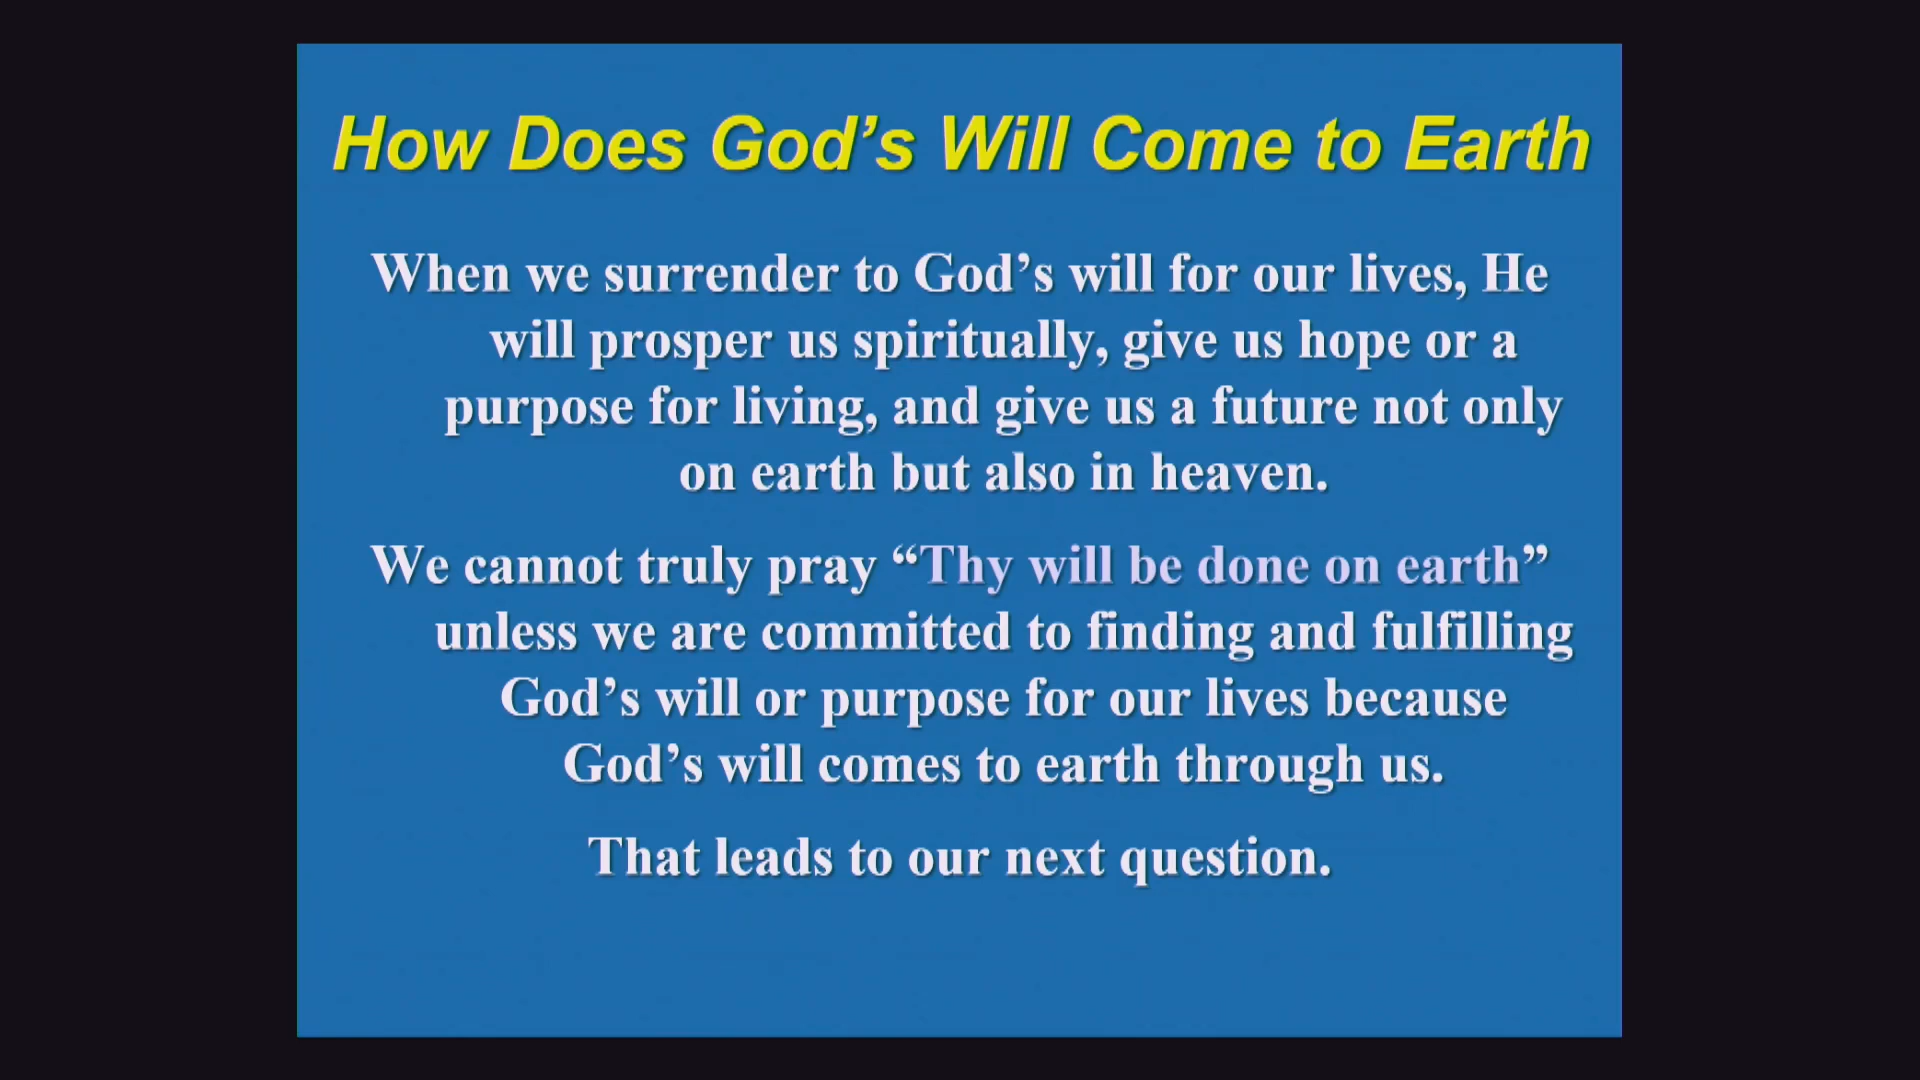 How Does God’s Will Come to Earth
When we surrender to God’s will for our lives, He
will prosper us spiritually, give us hope or a
purpose for living, and give us a future not only
on earth but also in heaven.
We cannot truly pray “Thy will be done on earth”
unless we are committed to finding and fulfilling
God’s will or purpose for our lives because
God’s will comes to earth through us.
That leads to our next question.